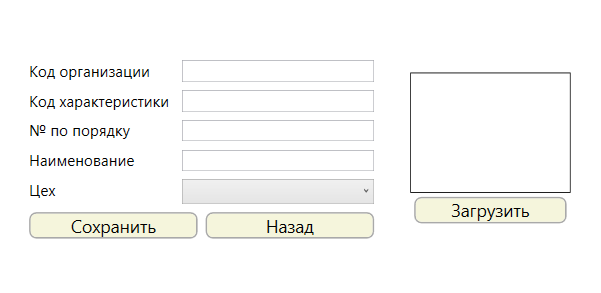 Код организации
Код характеристики
№ по порядку
Наименование
Цех
Сохранить
Назад
Загрузить